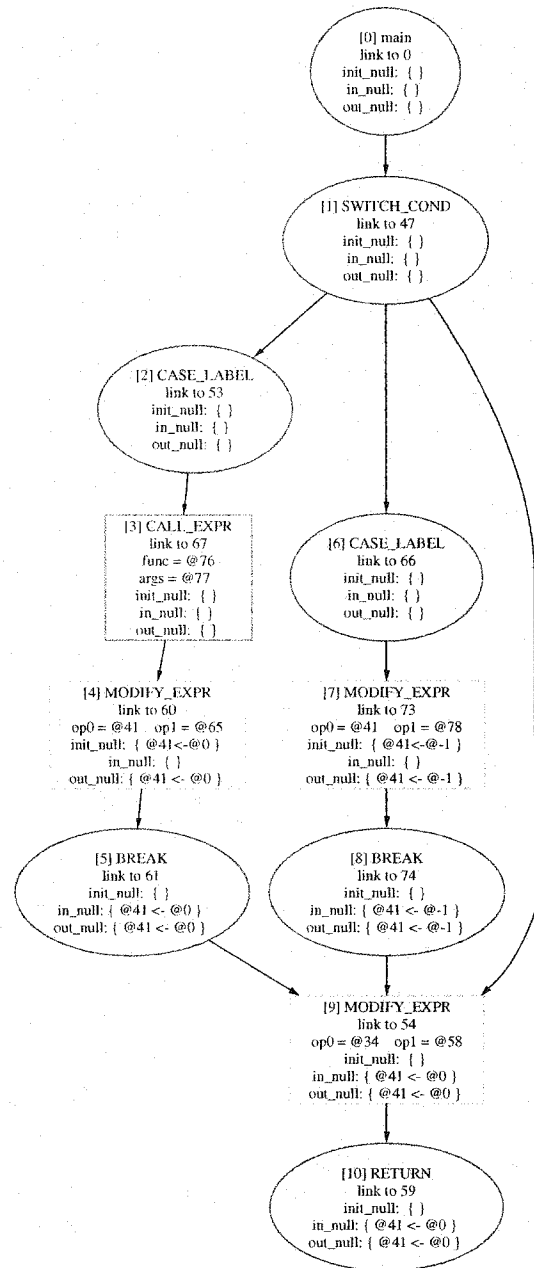 [0] main
link to 0
init_null: { }
in_null: { }
out_null: { }
[1] SWITCH_COND
link to 47
init_null: { }
in_null: { }
out_null: { }
[2] CASE_LABEL
link to 53
init_null: { }
in_null: { }
out_null: { }
[3] CALL_EXPR
link to 67
func = @76
args = @77
init_null: { }
in_null: { }
out_null: { }
[6] CASE_LABEL
link to 66
init_null: { }
in_null: { }
out_null: { }
[4] MODIFY_EXPR
link to 60
op0 = @41 op1 = @65
init_null: { @41<-@0 }
in_null: { }
out_null: { @41 <- @0 }
[7] MODIFY_EXPR
link to 73
op0 = @41 op1 = @78
init_null: { @41<-@-1 }
in_null: { }
out_null: { @41 <- @-1 }
[5] BREAK
link to 61
init_null: { }
in_null: { @41 <- @0 }
out_null: { @41 <- @0 }
[8] BREAK
link to 74
init_null: { }
in_null: { @41 <- @-1 }
out_null: { @41 <- @-1 }
[9] MODIFY_EXPR
link to 54
op0 = @34 op1 = @58
init_null: { }
in_null: { @41 <- @0 }
out_null: { @41 <- @0 }
[10] RETURN
link to 59
init_null: { }
in_null: { @41 <- @0 }
out_null: { @41 <- @0 }